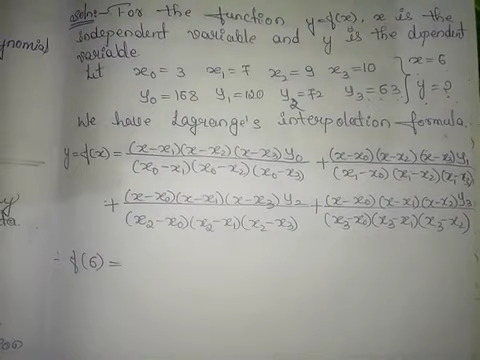 soln:- For the function y=f(x), x is the
ynomial independent variable and y is the dependent
variable
Let x₀ = 3 x₁ = 7 x₂ = 9 x₃ = 10 } x = 6
y₀ = 168 y₁ = 120 y₂ = 72 y₃ = 63 } y = ?
We have Lagrange's interpolation formula.
y = f(x) = (x-x₁)(x-x₂)(x-x₃)y₀ / (x₀-x₁)(x₀-x₂)(x₀-x₃) + (x-x₀)(x-x₂)(x-x₃)y₁ / (x₁-x₀)(x₁-x₂)(x₁-x₃)
+ (x-x₀)(x-x₁)(x-x₃)y₂ / (x₂-x₀)(x₂-x₁)(x₂-x₃) + (x-x₀)(x-x₁)(x-x₂)y₃ / (x₃-x₀)(x₃-x₁)(x₃-x₂)
∴ f(6) =